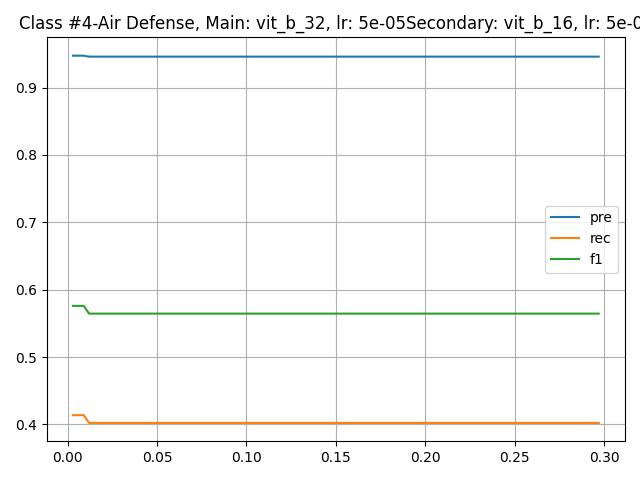 Class #4-Air Defense, Main: vit_b_32, lr: 5e-05Secondary: vit_b_16, lr: 5e-0
0.9
0.8
0.7
0.6
0.5
0.4
pre
rec
f1
0.00 0.05 0.10 0.15 0.20 0.25 0.30